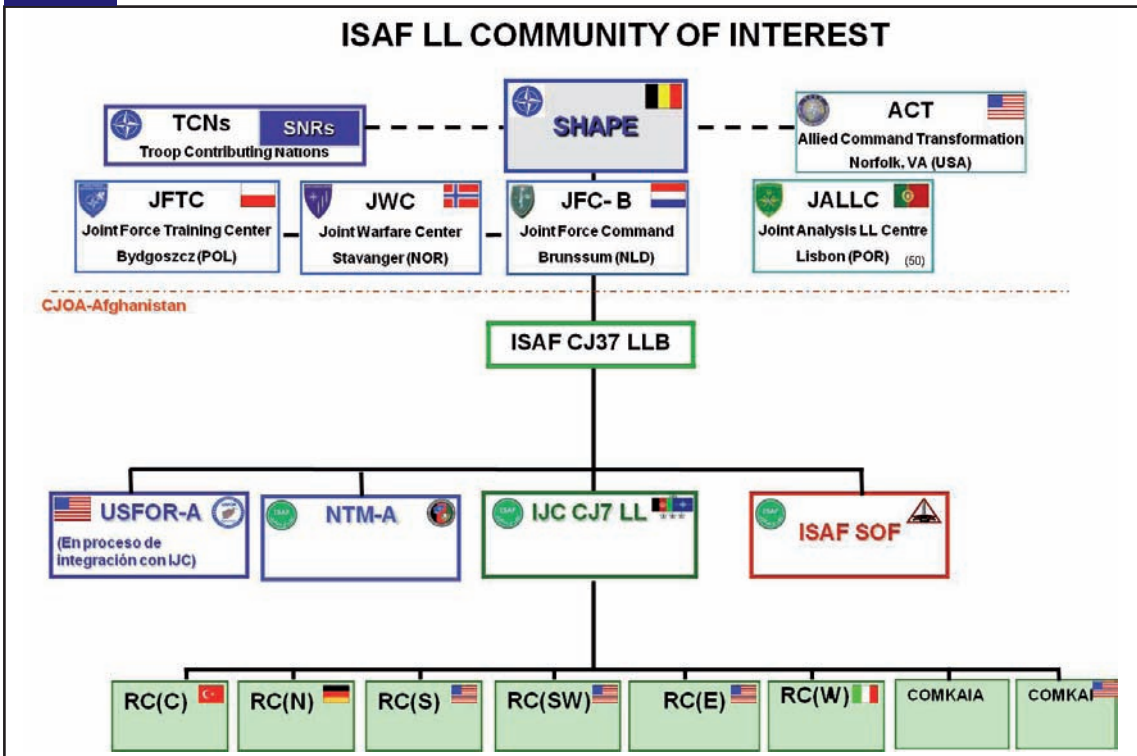 ISAF LL COMMUNITY OF INTEREST
TCNs SNRs
Troop Contributing Nations
SHAPE
ACT
Allied Command Transformation
Norfolk, VA (USA)
JFTC
Joint Force Training Center
Bydgoszcz (POL)
JWC
Joint Warfare Center
Stavanger (NOR)
JFC- B
Joint Force Command
Brunssum (NLD)
JALLC
Joint Analysis LL Centre
Lisbon (POR) (50)
CJOA-Afghanistan
ISAF CJ37 LLB
USFOR-A
(En proceso de
integración con IJC)
NTM-A
IJC CJ7 LL
ISAF SOF
RC(C)
RC(N)
RC(S)
RC(SW)
RC(E)
RC(W)
COMKAIA